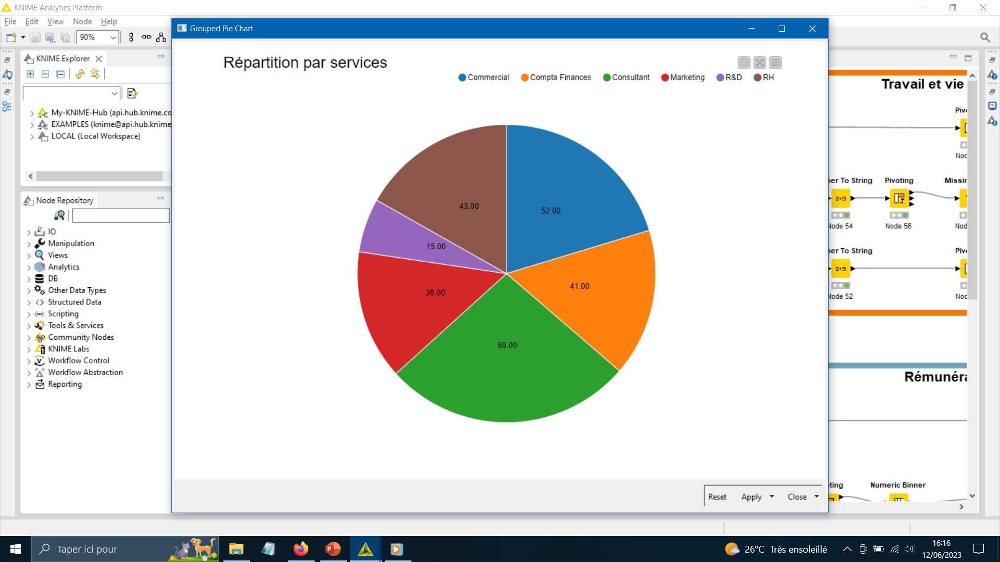 KNIME Analytics Platform
File Edit View Node Help
90%
KNIME Explorer
My-KNIME-Hub (api.hub.knime.co
EXAMPLES (knime@api.hub.knime
LOCAL (Local Workspace)
Node Repository
IO
Manipulation
Views
Analytics
DB
Other Data Types
Structured Data
Scripting
Tools & Services
Community Nodes
KNIME Labs
Workflow Control
Workflow Abstraction
Reporting
Grouped Pie Chart
Répartition par services
Commercial Compta Finances Consultant Marketing R&D RH
43.00
52.00
15.00
41.00
36.00
69.00
Reset Apply Close
Travail et vie
Piv
Noc
ber To String Pivoting Missin
2›S
Node 54 Node 56 Nod
ber To String Piv
2›S
Node 52 Noc
Rémunéra
ting Numeric Binner
Taper ici pour
26°C Très ensoleillé
16:16
12/06/2023